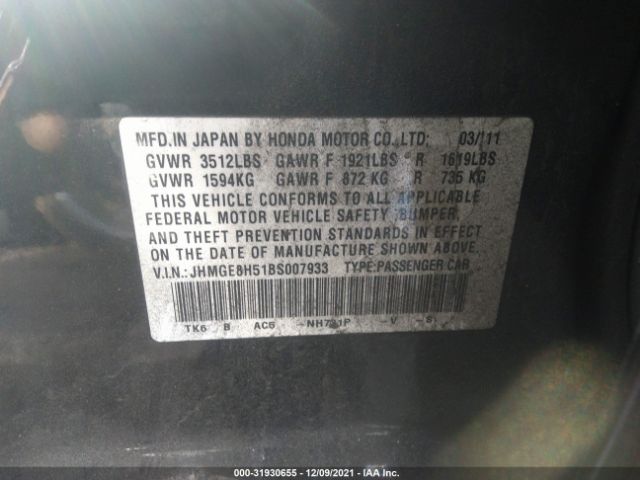 MFD.IN JAPAN BY HONDA MOTOR CO.,LTD: 03/11
GVWR 3512LBS GAWR F 1921LBS R 1619LBS
GVWR 1594KG GAWR F 872 KG R 735 KG
THIS VEHICLE CONFORMS TO ALL APPLICABLE
FEDERAL MOTOR VEHICLE SAFETY, BUMPER,
AND THEFT PREVENTION STANDARDS IN EFFECT
ON THE DATE OF MANUFACTURE SHOWN ABOVE.
V.I.N.: JHMGE8H51BS007933 TYPE:PASSENGER CAR
TK6 B AC5 -NH731P -V -S
000-31930655 - 12/09/2021 - IAA Corp.